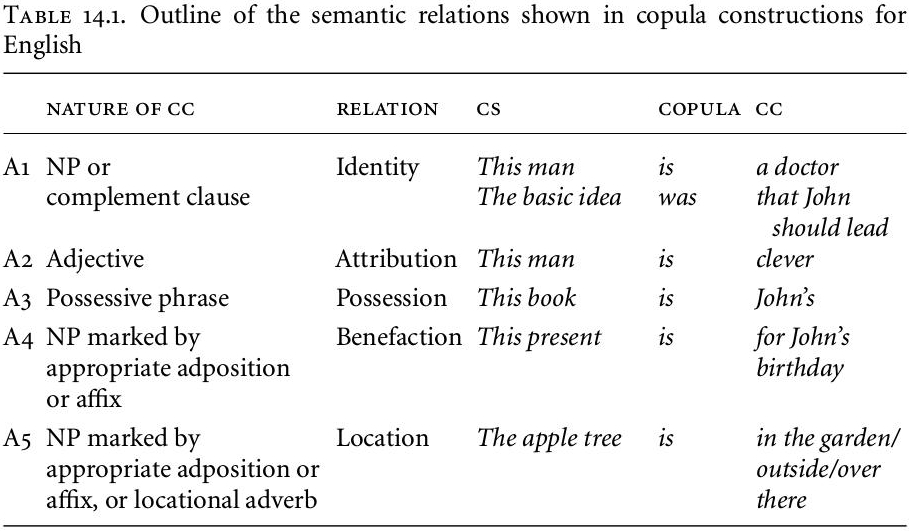 TABLE 14.1. Outline of the semantic relations shown in copula constructions for
English
NATURE OF CC RELATION CS COPULA CC
A1 NP or Identity This man is a doctor
complement clause The basic idea was that John
should lead
A2 Adjective Attribution This man is clever
A3 Possessive phrase Possession This book is John’s
A4 NP marked by Benefaction This present is for John’s
appropriate adposition birthday
or affix
A5 NP marked by Location The apple tree is in the garden/
appropriate adposition or outside/over
affix, or locational adverb there